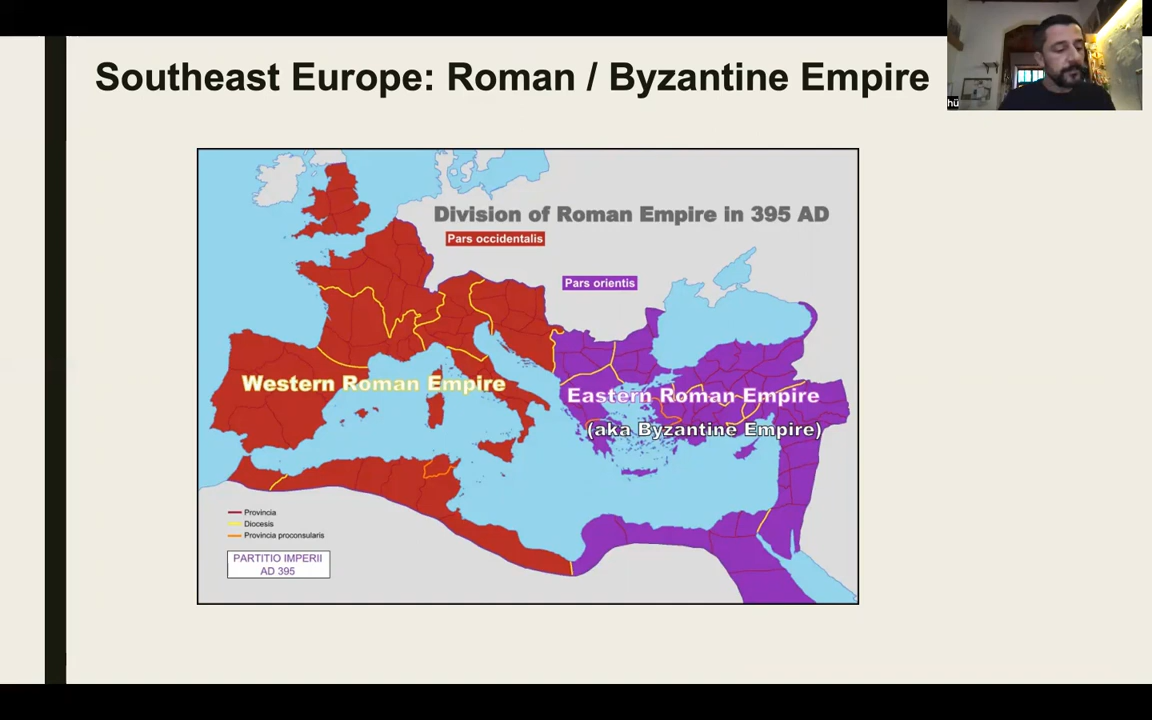 Southeast Europe: Roman / Byzantine Empire
hü
Division of Roman Empire in 395 AD
Pars occidentalis
Pars orientis
Western Roman Empire
Eastern Roman Empire
(aka Byzantine Empire)
Provincia
Diocesis
Provincia proconsularis
PARTITIO IMPERII
AD 395